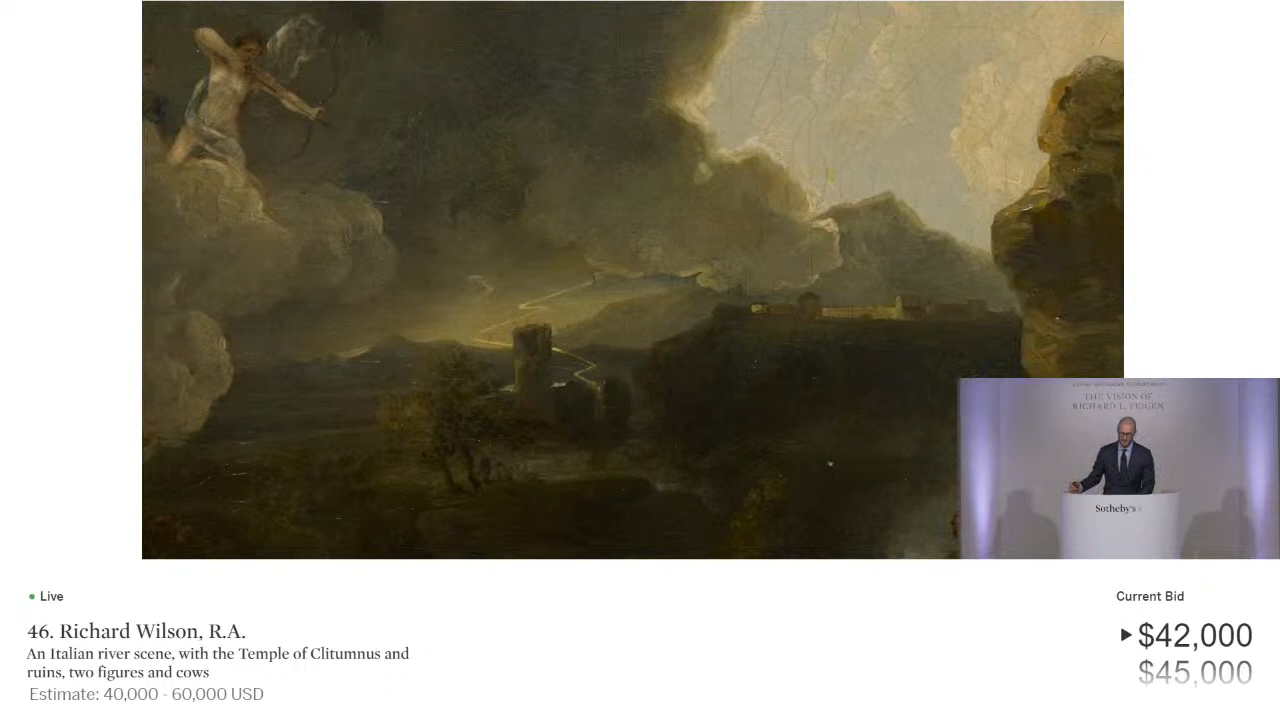 THE VISION OF
RICHARD L. FEIGEN
Sotheby's
Live
Current Bid
46. Richard Wilson, R.A.
$42,000
An Italian river scene, with the Temple of Clitumnus and
ruins, two figures and cows
$45,000
Estimate: 40,000 - 60,000 USD